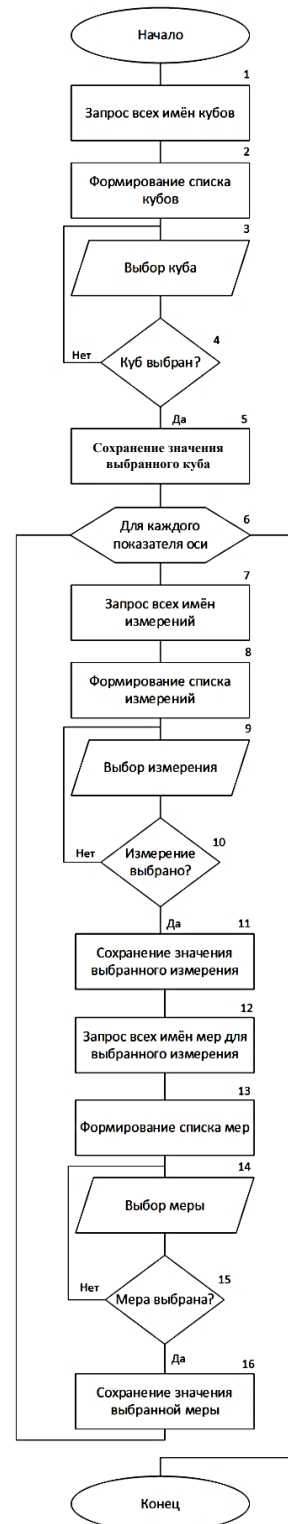 Начало
1
Запрос всех имён кубов
2
Формирование списка
кубов
3
Выбор куба
4
Нет
Куб выбран?
Да
5
Сохранение значения
выбранного куба
6
Для каждого
показателя оси
7
Запрос всех имён
измерений
8
Формирование списка
измерений
9
Выбор измерения
10
Нет
Измерение
выбрано?
Да
11
Сохранение значения
выбранного измерения
12
Запрос всех имён мер для
выбранного измерения
13
Формирование списка мер
14
Выбор меры
15
Нет
Мера выбрана?
Да
16
Сохранение значения
выбранной меры
Конец